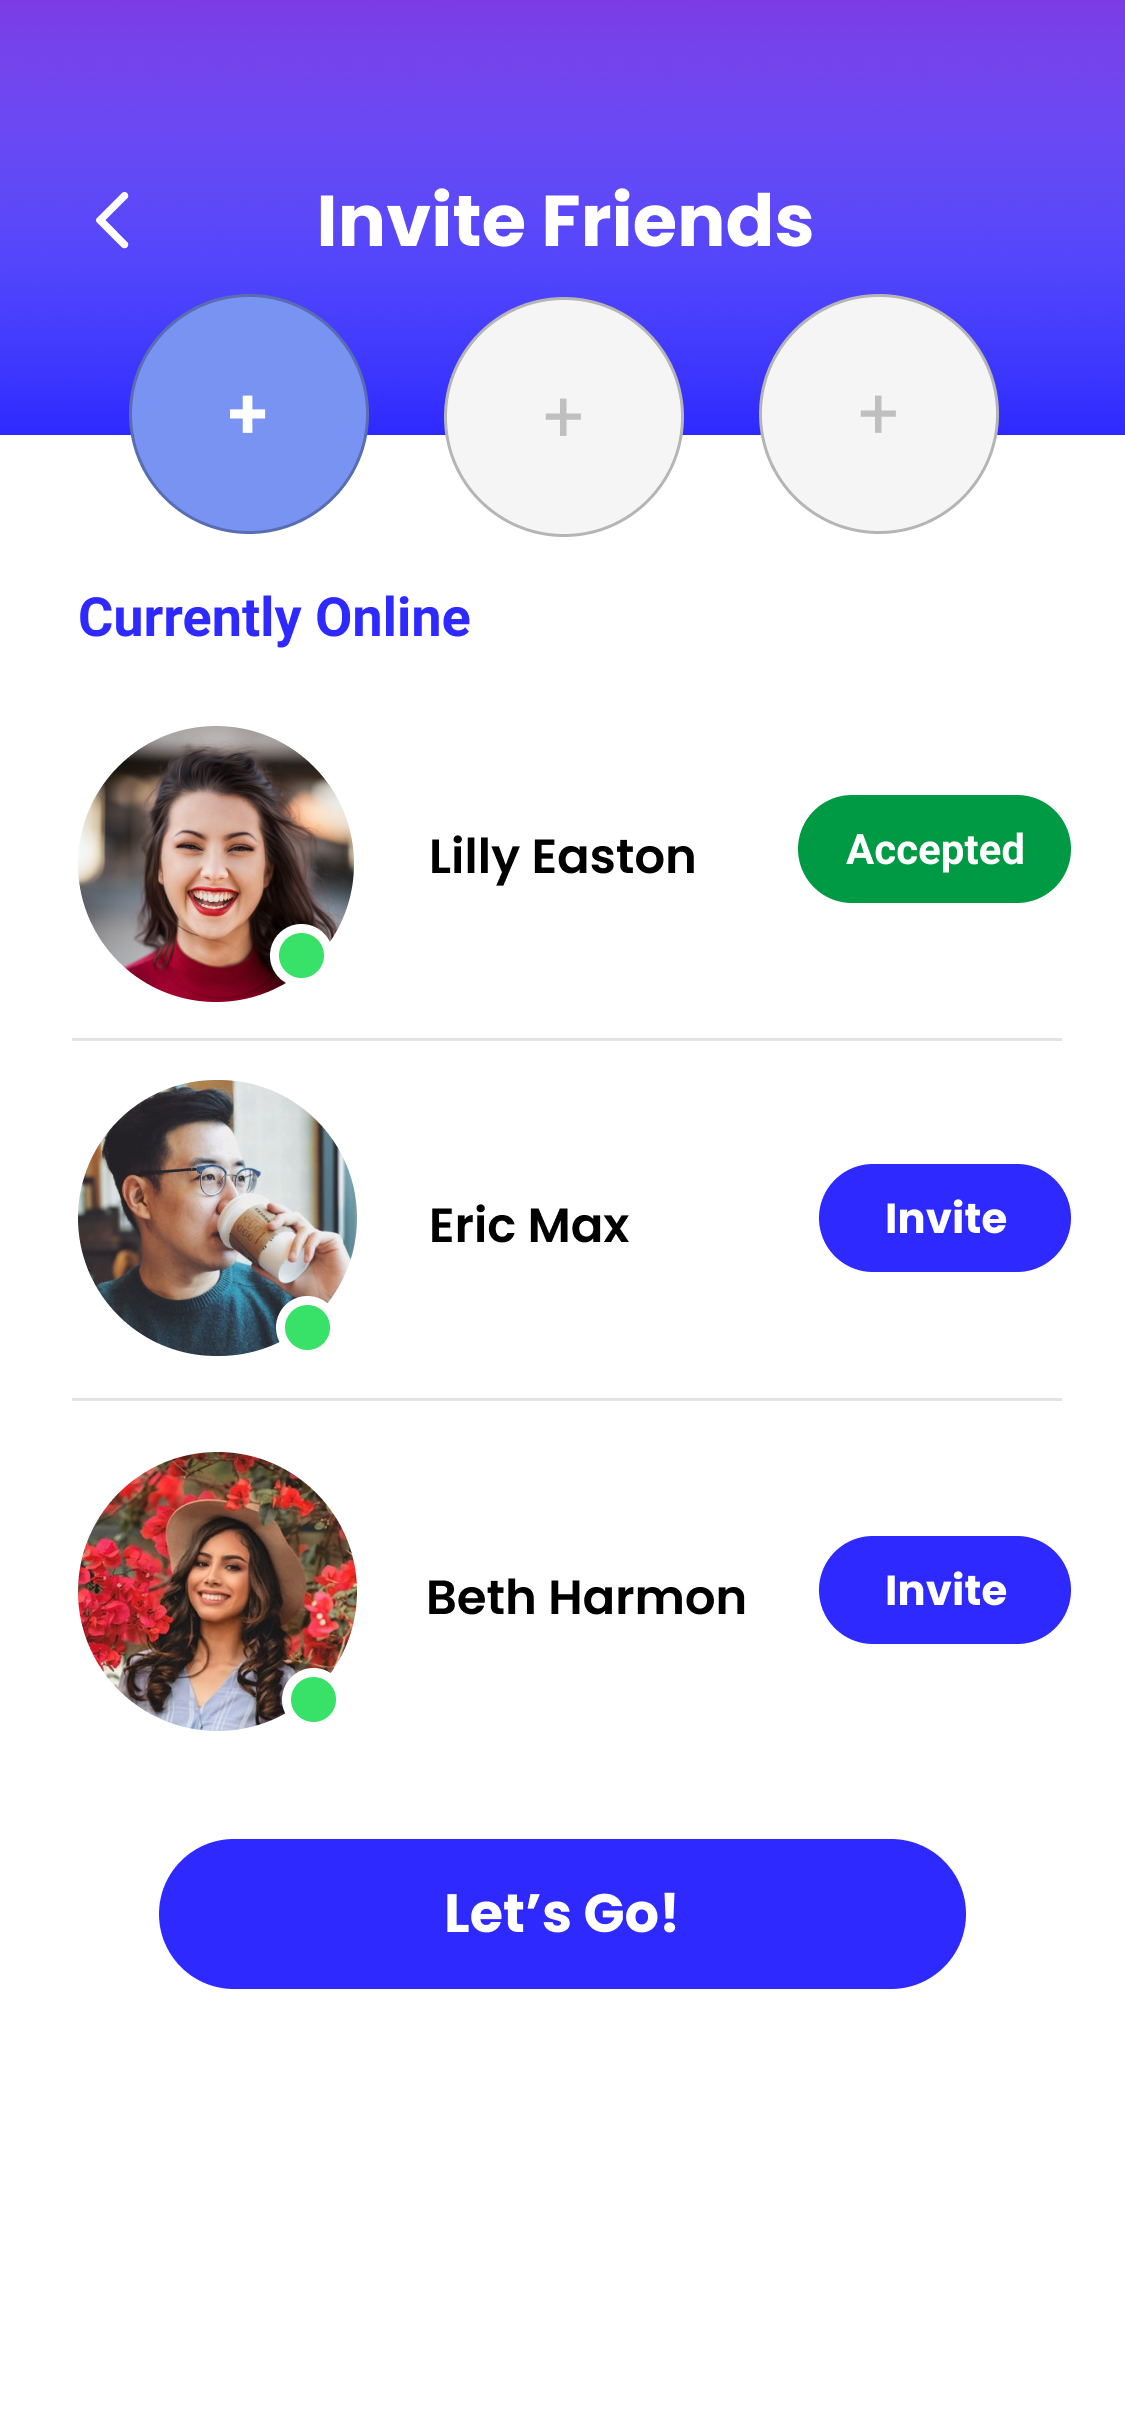 Invite Friends
+
+
+
Currently Online
Lilly Easton
Accepted
Eric Max
Invite
Beth Harmon
Invite
Let’s Go!